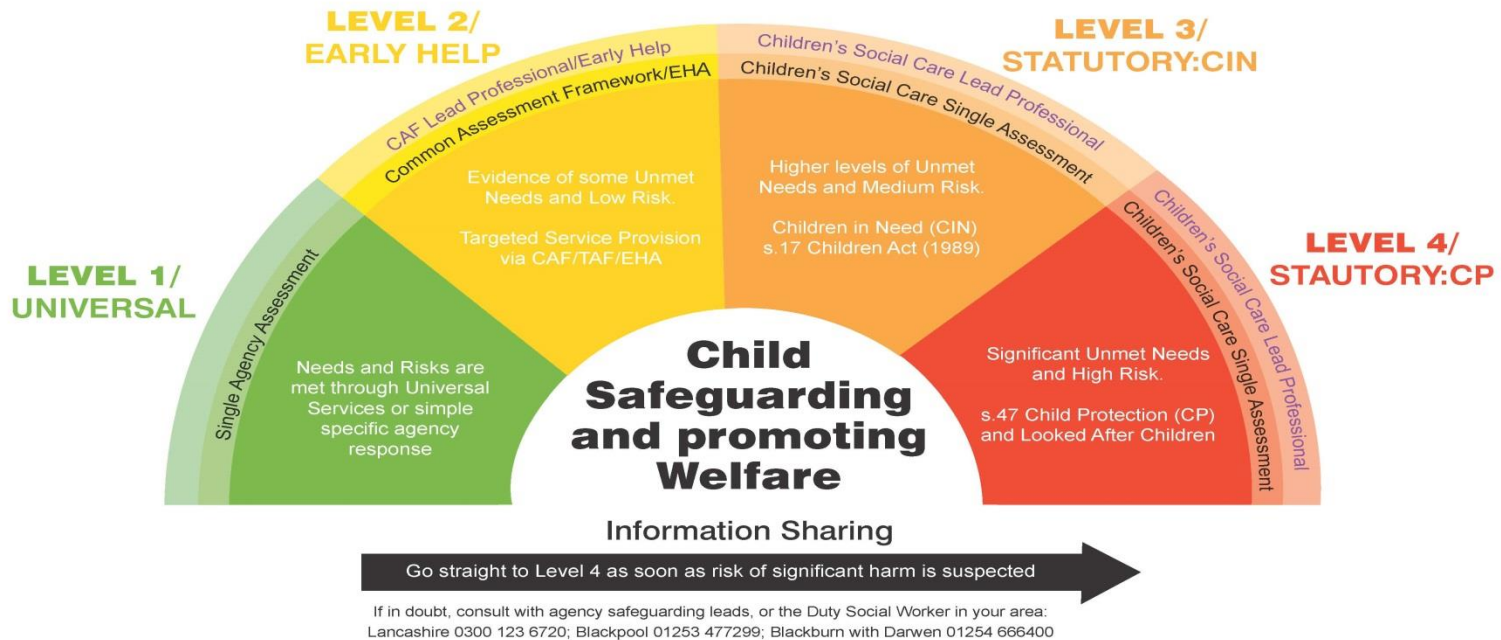 LEVEL 1/
UNIVERSAL
Single Agency Assessment
Needs and Risks are
met through Universal
Services or simple
specific agency
response
LEVEL 2/
EARLY HELP
CAF Lead Professional/Early Help
Common Assessment Framework/EHA
Evidence of some Unmet
Needs and Low Risk.
Targeted Service Provision
via CAF/TAF/EHA
LEVEL 3/
STATUTORY:CIN
Children's Social Care Lead Professional
Children's Social Care Single Assessment
Higher levels of Unmet
Needs and Medium Risk.
Children in Need (CIN)
s.17 Children Act (1989)
LEVEL 4/
STAUTORY:CP
Children's Social Care Lead Professional
Children's Social Care Single Assessment
Significant Unmet Needs
and High Risk.
s.47 Child Protection (CP)
and Looked After Children
Child
Safeguarding
and promoting
Welfare
Information Sharing
Go straight to Level 4 as soon as risk of significant harm is suspected
If in doubt, consult with agency safeguarding leads, or the Duty Social Worker in your area:
Lancashire 0300 123 6720; Blackpool 01253 477299; Blackburn with Darwen 01254 666400